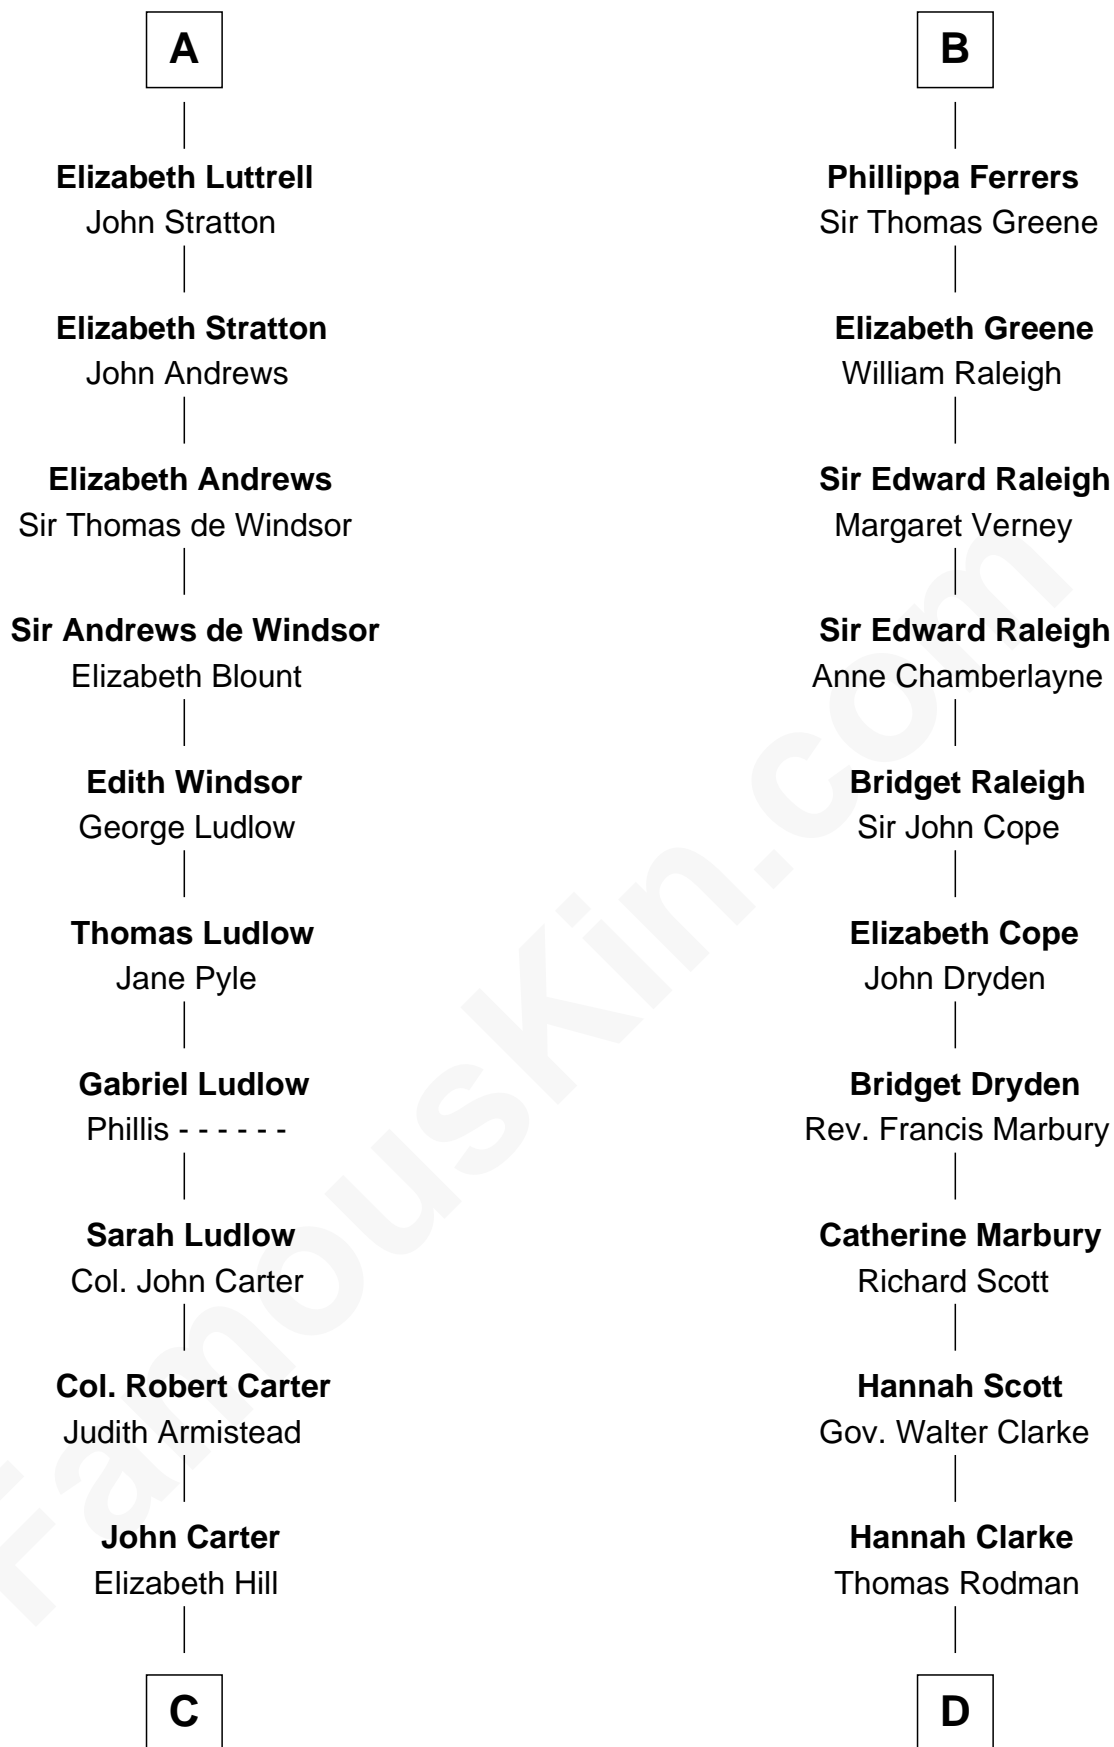 A
Elizabeth Luttrell
John Stratton
Elizabeth Stratton
John Andrews
Elizabeth Andrews
Sir Thomas de Windsor
Sir Andrews de Windsor
Elizabeth Blount
Edith Windsor
George Ludlow
Thomas Ludlow
Jane Pyle
Gabriel Ludlow
Phillis - - - - - -
Sarah Ludlow
Col. John Carter
Col. Robert Carter
Judith Armistead
John Carter
Elizabeth Hill
C
B
Phillippa Ferrers
Sir Thomas Greene
Elizabeth Greene
William Raleigh
Sir Edward Raleigh
Margaret Verney
Sir Edward Raleigh
Anne Chamberlayne
Bridget Raleigh
Sir John Cope
Elizabeth Cope
John Dryden
Bridget Dryden
Rev. Francis Marbury
Catherine Marbury
Richard Scott
Hannah Scott
Gov. Walter Clarke
Hannah Clarke
Thomas Rodman
D
FamousKin.com